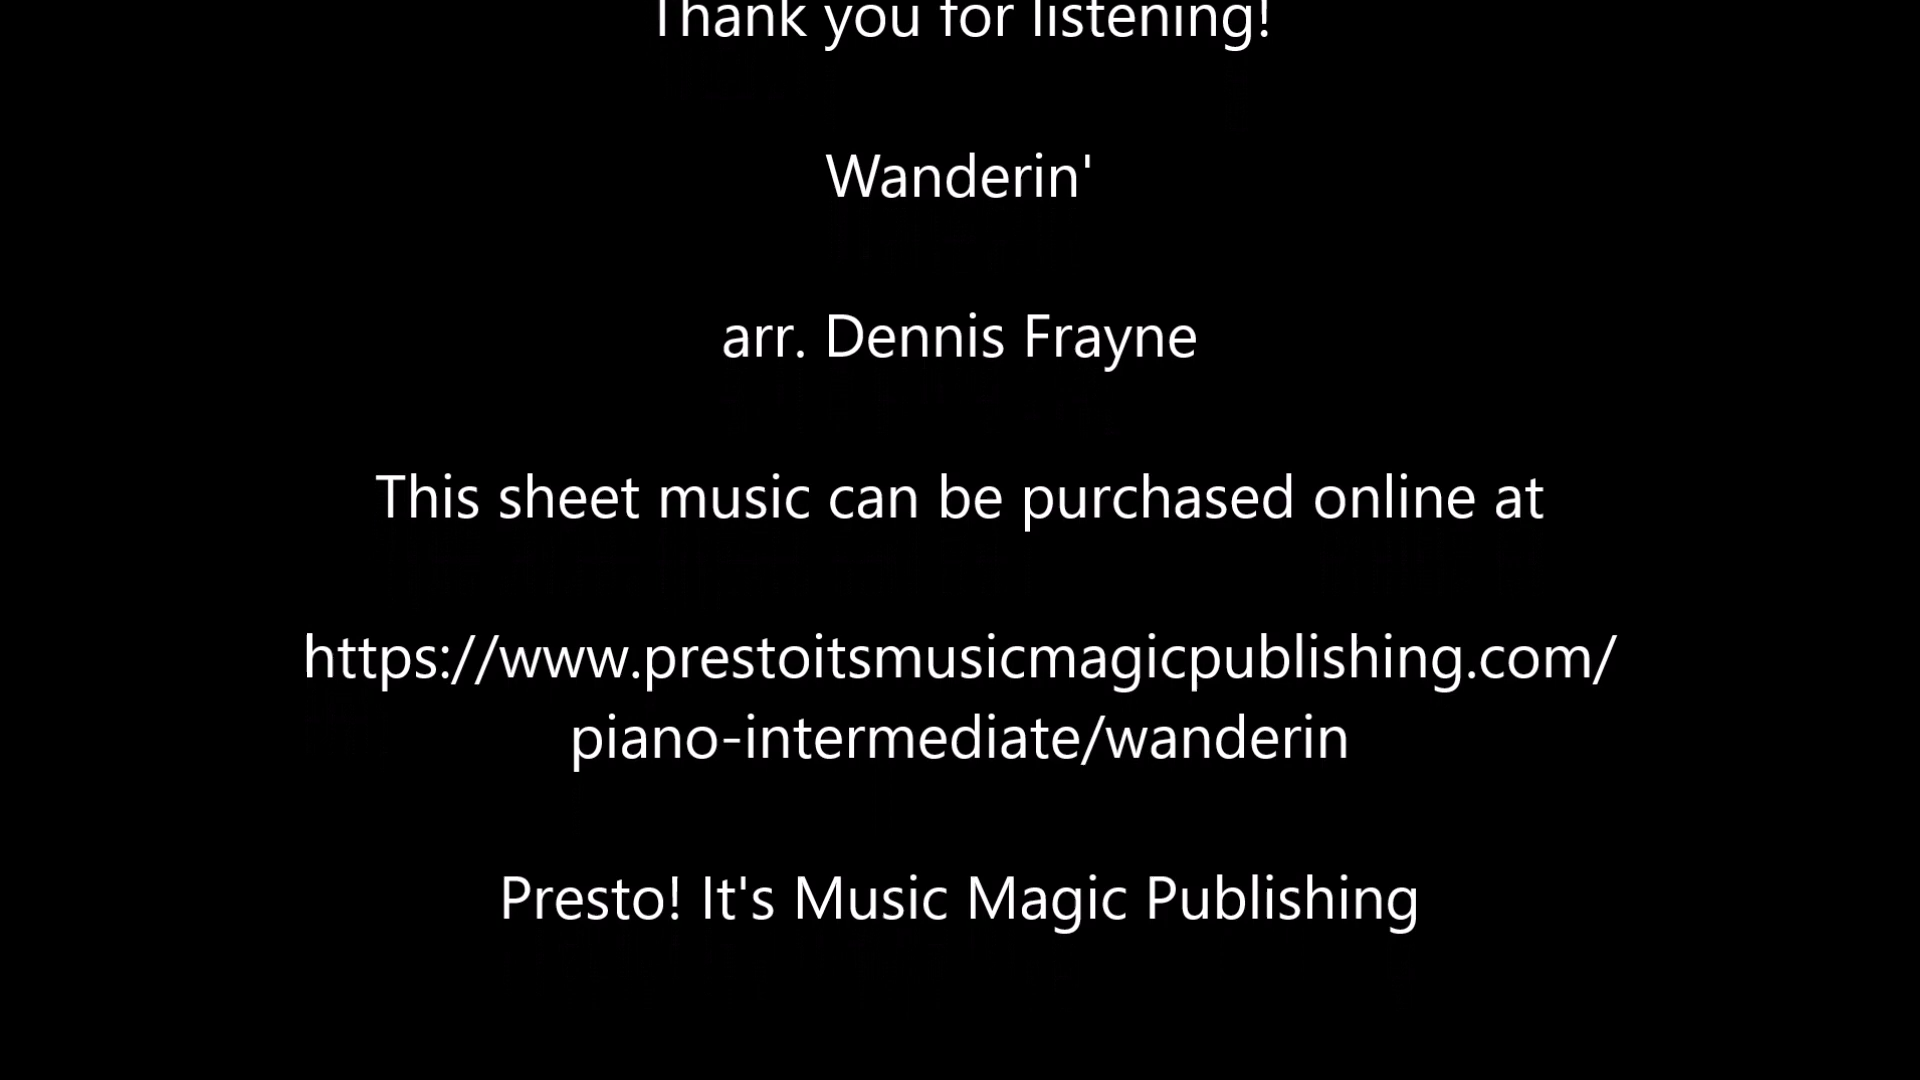 Thank you for listening!
Wanderin'
arr. Dennis Frayne
This sheet music can be purchased online at
https://www.prestoitsmusicmagicpublishing.com/
piano-intermediate/wanderin
Presto! It's Music Magic Publishing